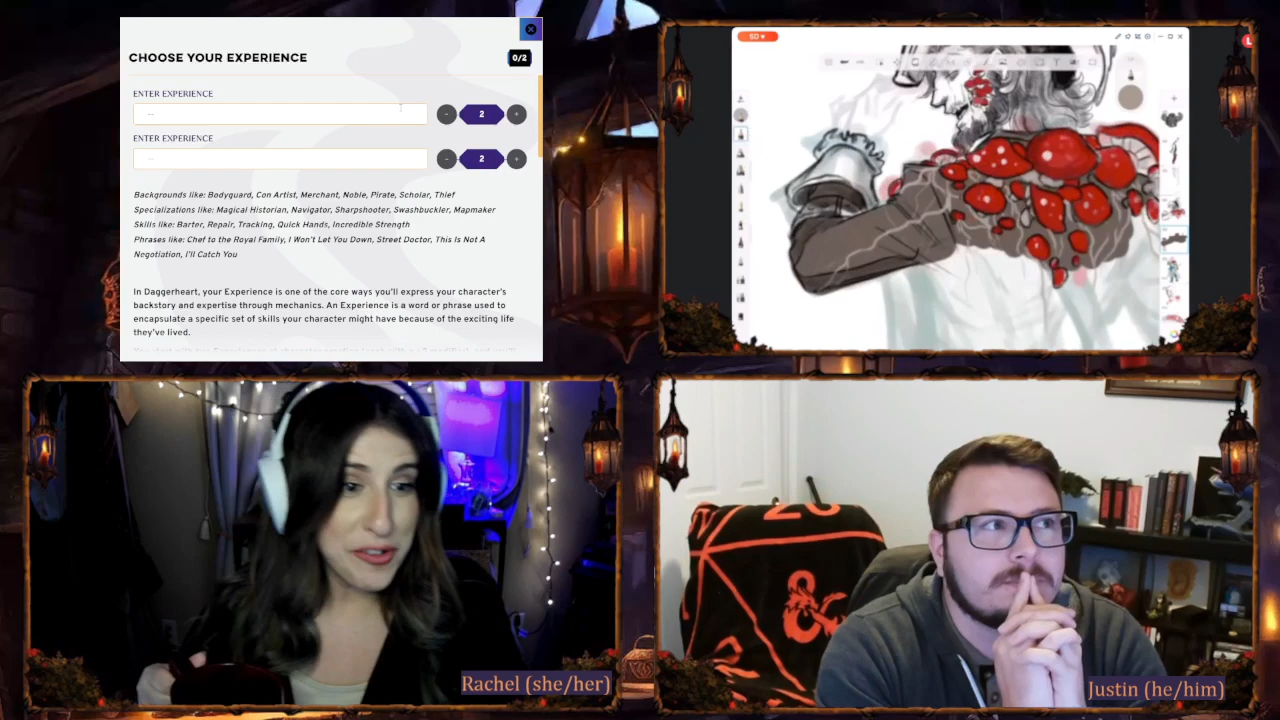 CHOOSE YOUR EXPERIENCE
0/2
ENTER EXPERIENCE
--
-
2
+
ENTER EXPERIENCE
--
-
2
+
Backgrounds like: Bodyguard, Con Artist, Merchant, Noble, Pirate, Scholar, Thief
Specializations like: Magical Historian, Navigator, Sharpshooter, Swashbuckler, Mapmaker
Skills like: Barter, Repair, Tracking, Quick Hands, Incredible Strength
Phrases like: Chef to the Royal Family, I Won't Let You Down, Street Doctor, This Is Not A
Negotiation, I'll Catch You
In Daggerheart, your Experience is one of the core ways you'll express your character's
backstory and expertise through mechanics. An Experience is a word or phrase used to
encapsulate a specific set of skills your character might have because of the exciting life
they've lived.
L
20
Rachel (she/her)
Justin (he/him)